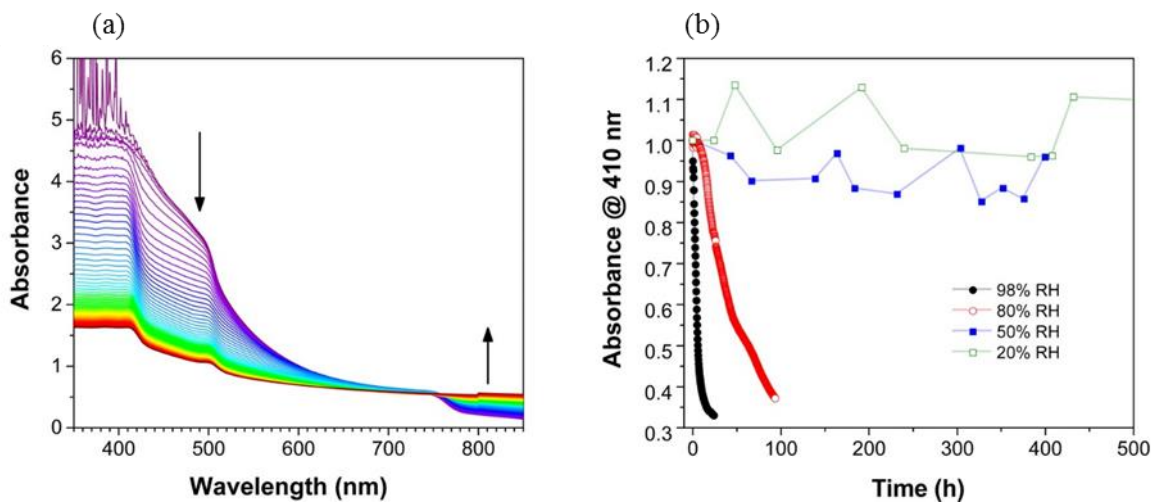 (a)
(b)
6
5
4
3
2
1
0
Absorbance
400
500
600
700
800
Wavelength (nm)
1.2
1.1
1.0
0.9
0.8
0.7
0.6
0.5
0.4
0.3
Absorbance @ 410 nm
98% RH
80% RH
50% RH
20% RH
0
100
200
300
400
500
Time (h)